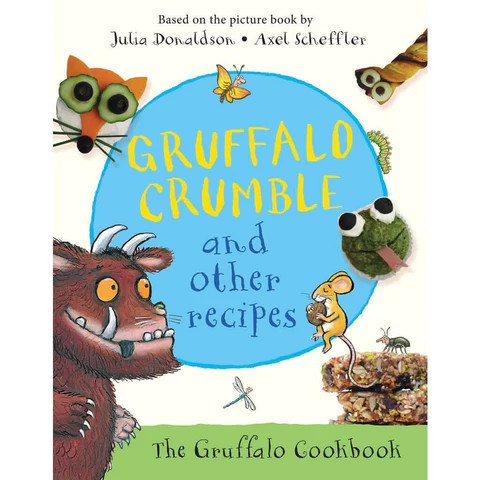 Based on the picture book by
Julia Donaldson • Axel Scheffler
GRUFFALO
CRUMBLE
and
other
recipes
The Gruffalo Cookbook